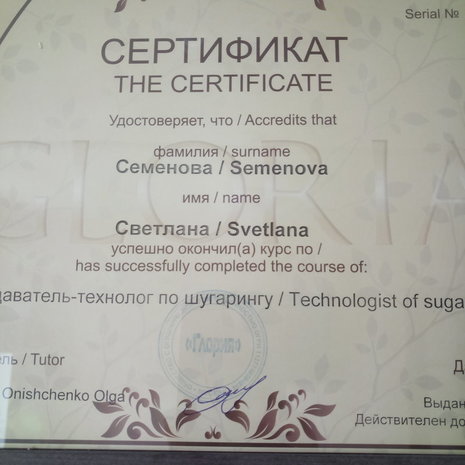 Serial №
СЕРТИФИКАТ
THE CERTIFICATE
Удостоверяет, что / Accredits that
фамилия / surname
Семенова / Semenova
имя / name
GLORIA
Светлана / Svetlana
успешно окончил(а) курс по /
has successfully completed the course of:
даватель-технолог по шугарингу / Technologist of suga
ель / Tutor
Д
Onishchenko Olga
Выдан
Действителен до